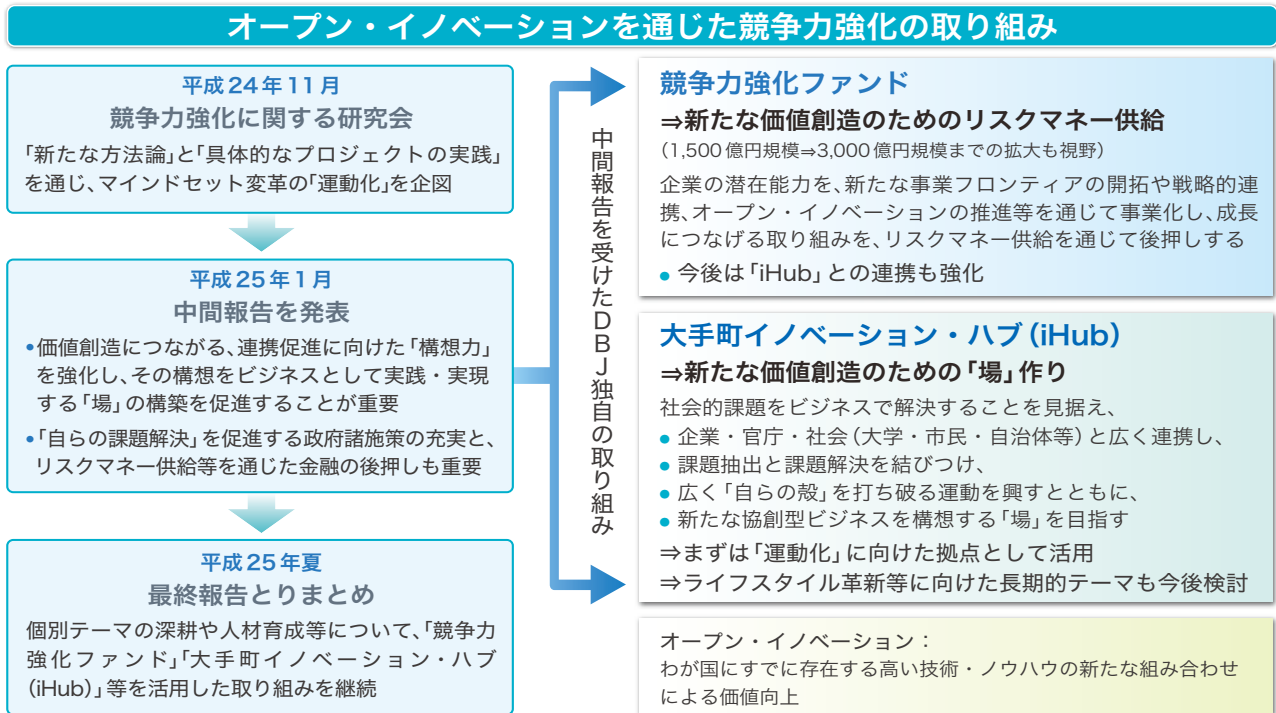 オープン・イノベーションを通じた競争力強化の取り組み
平成24年11月
競争力強化に関する研究会
「新たな方法論」と「具体的なプロジェクトの実践」
を通じ、マインドセット変革の「運動化」を企図
平成25年1月
中間報告を発表
•価値創造につながる、連携促進に向けた「構想力」
を強化し、その構想をビジネスとして実践・実現
する「場」の構築を促進することが重要
•「自らの課題解決」を促進する政府諸施策の充実と、
リスクマネー供給等を通じた金融の後押しも重要
平成25年夏
最終報告とりまとめ
個別テーマの深耕や人材育成等について、「競争力
強化ファンド」「大手町イノベーション・ハブ
(iHub)」等を活用した取り組みを継続
中間報告を受けたDBJ独自の取り組み
競争力強化ファンド
⇒新たな価値創造のためのリスクマネー供給
(1,500億円規模⇒3,000億円規模までの拡大も視野)
企業の潜在能力を、新たな事業フロンティアの開拓や戦略的連
携、オープン・イノベーションの推進等を通じて事業化し、成長
につなげる取り組みを、リスクマネー供給を通じて後押しする
● 今後は「iHub」との連携も強化
大手町イノベーション・ハブ(iHub)
⇒新たな価値創造のための「場」作り
社会的課題をビジネスで解決することを見据え、
● 企業・官庁・社会(大学・市民・自治体等)と広く連携し、
● 課題抽出と課題解決を結びつけ、
● 広く「自らの殻」を打ち破る運動を興すとともに、
● 新たな協創型ビジネスを構想する「場」を目指す
⇒まずは「運動化」に向けた拠点として活用
⇒ライフスタイル革新等に向けた長期的テーマも今後検討
オープン・イノベーション：
わが国にすでに存在する高い技術・ノウハウの新たな組み合わせ
による価値向上